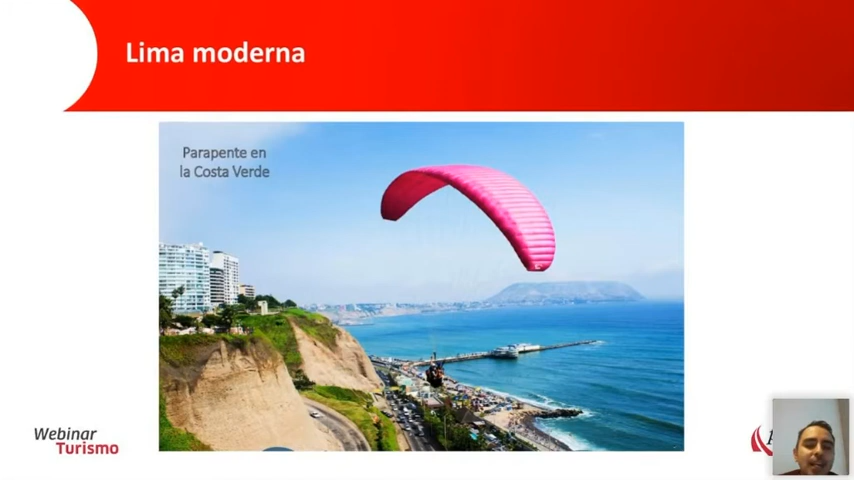 Lima moderna
Parapente en
la Costa Verde
Webinar
Turismo